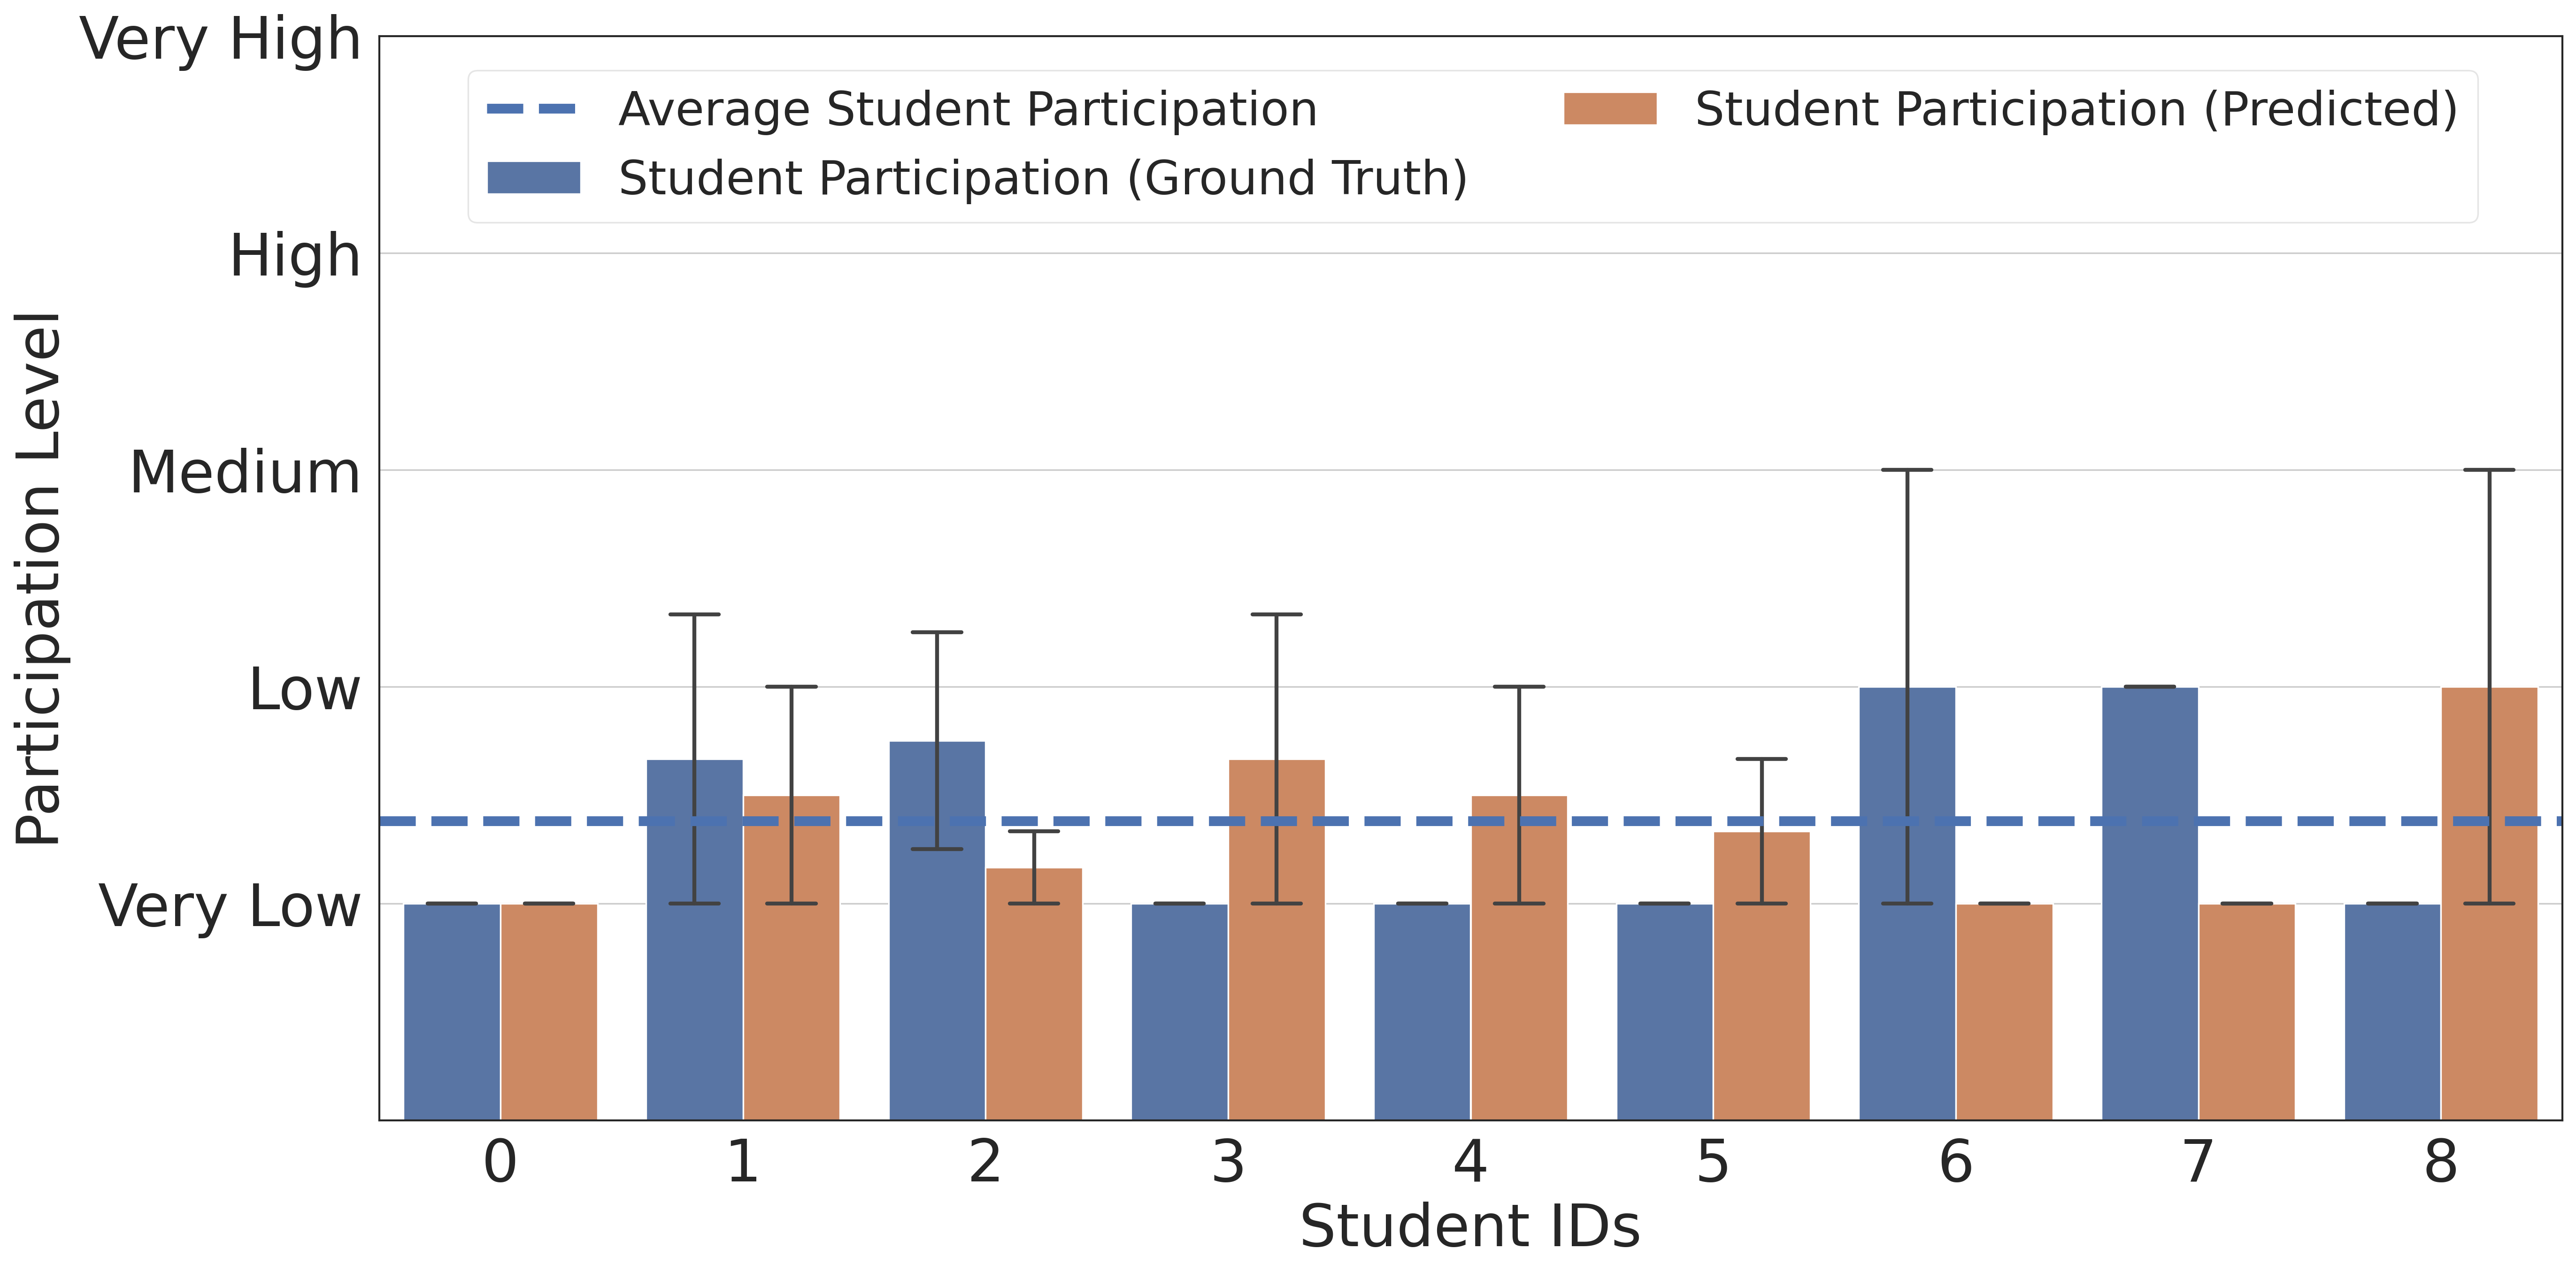 Very High
High
Medium
Low
Very Low
Participation Level
Average Student Participation
Student Participation (Ground Truth)
Student Participation (Predicted)
0 1 2 3 4 5 6 7 8
Student IDs